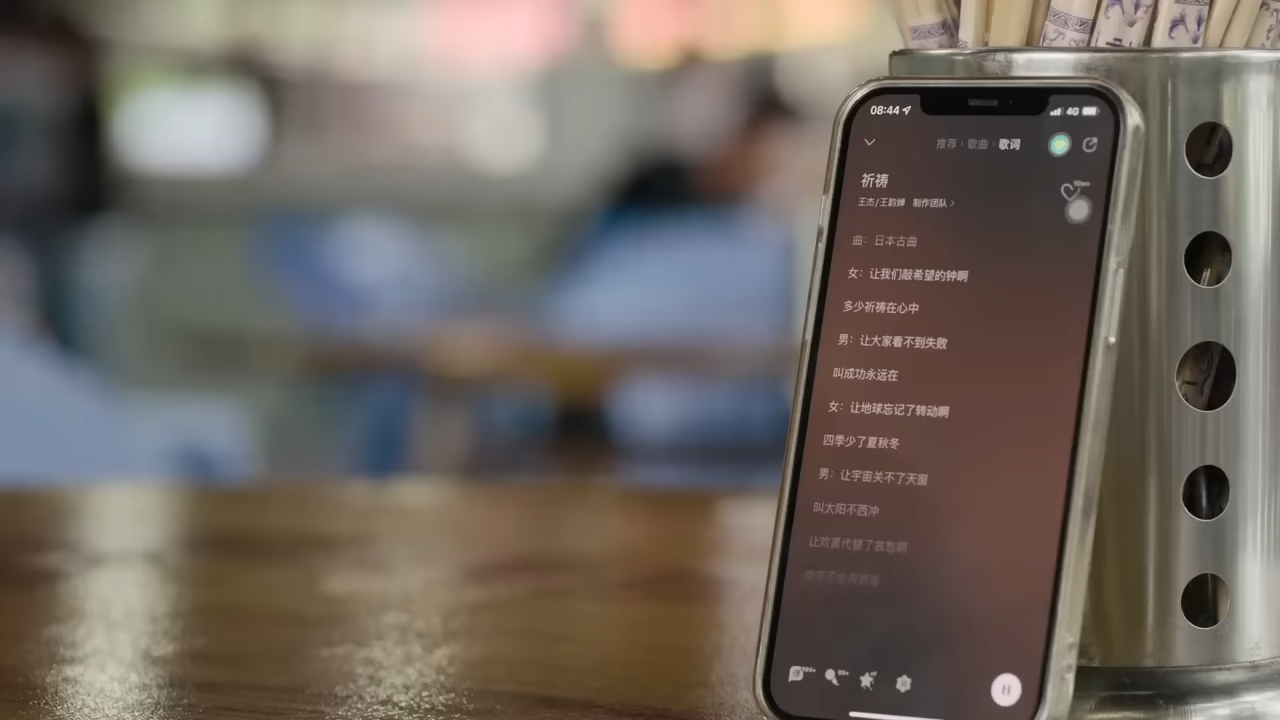 08:44 4G
推荐 歌曲 歌词
祈祷
王杰/王韵婵 制作团队
曲：日本古曲
女：让我们敲希望的钟啊
多少祈祷在心中
男：让大家看不到失败
叫成功永远在
女：让地球忘记了转动啊
四季少了夏秋冬
男：让宇宙关不了天窗
叫太阳不西冲
让欢喜代替了哀愁啊